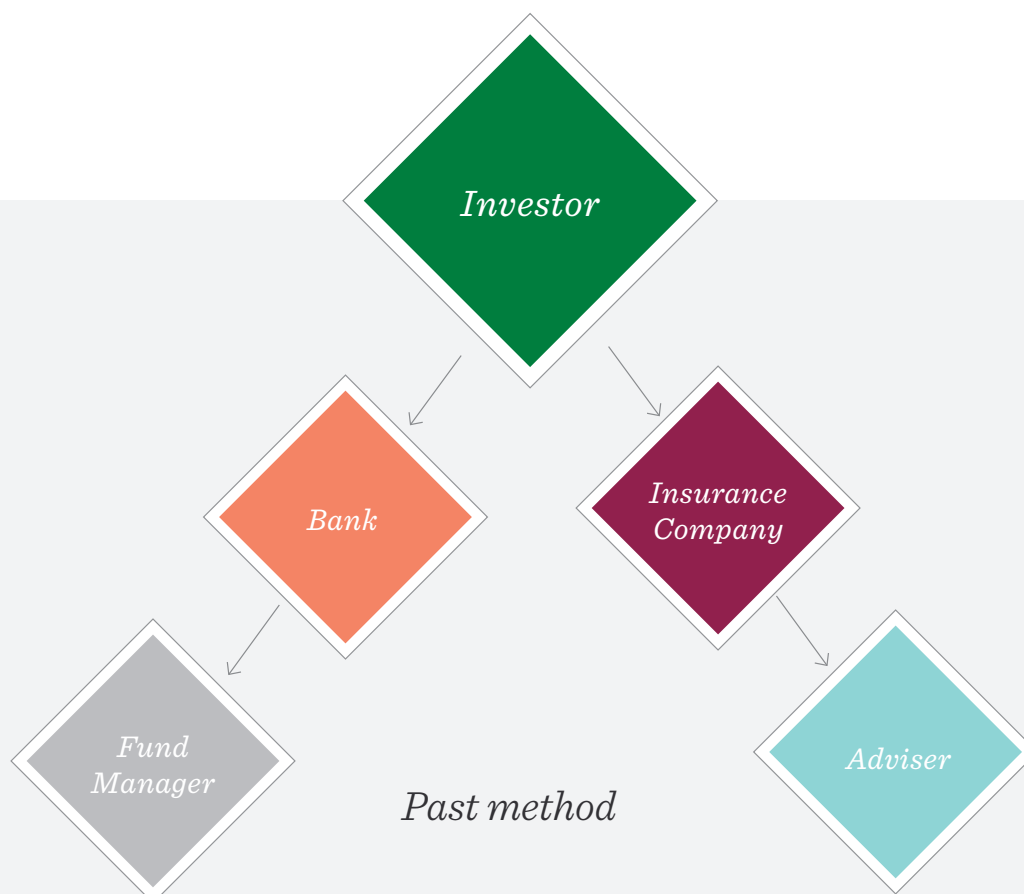 Investor
Bank
Insurance
Company
Fund
Manager
Adviser
Past method